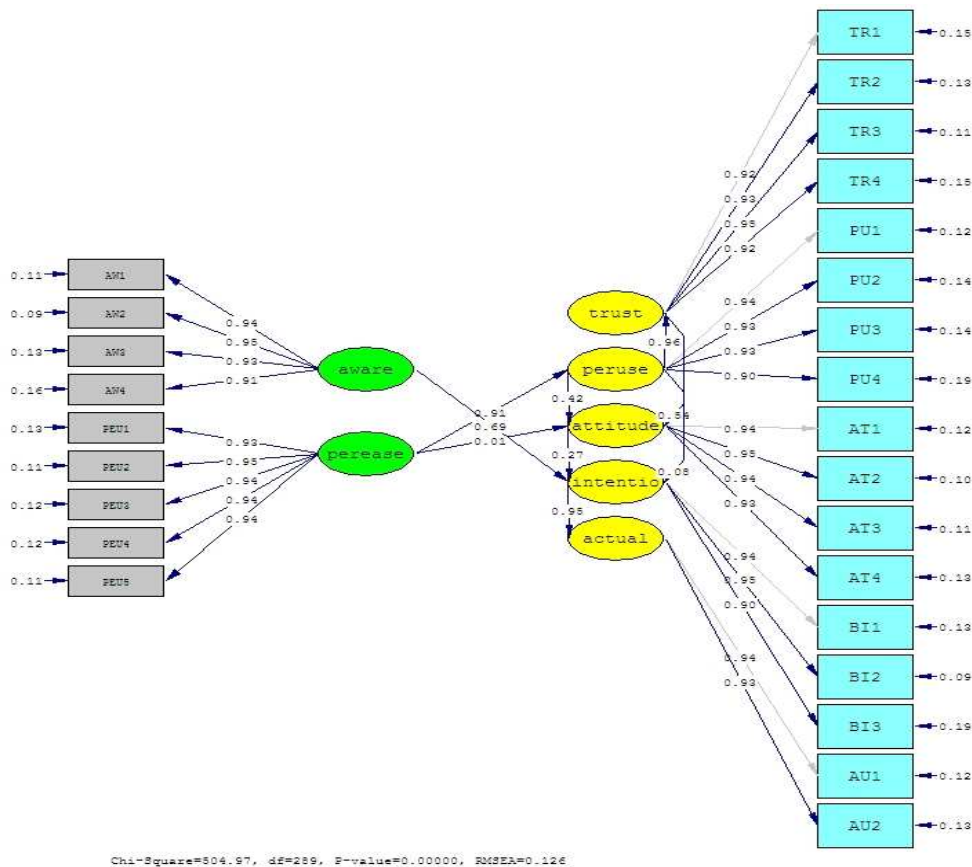 TR1
0.15
TR2
0.13
TR3
0.11
TR4
0.15
0.92
0.93
0.95
0.92
PU1
0.12
PU2
0.14
PU3
0.14
PU4
0.19
0.94
0.93
0.93
0.90
0.11
AW1
0.09
AW2
0.13
AW3
0.16
AW4
0.94
0.95
0.93
0.91
aware
0.13
PEU1
0.11
PEU2
0.12
PEU3
0.12
PEU4
0.11
PEU5
0.93
0.95
0.94
0.94
0.94
perease
0.91
0.69
0.01
trust
0.96
peruse
0.42
attitude
0.54
0.27
intentio
0.08
0.95
actual
AT1
0.12
AT2
0.10
AT3
0.11
AT4
0.13
0.94
0.95
0.94
0.93
BI1
0.13
BI2
0.09
BI3
0.19
0.94
0.95
0.90
AU1
0.12
AU2
0.13
0.94
0.93
Chi-Square=504.97, df=289, P-value=0.00000, RMSEA=0.126